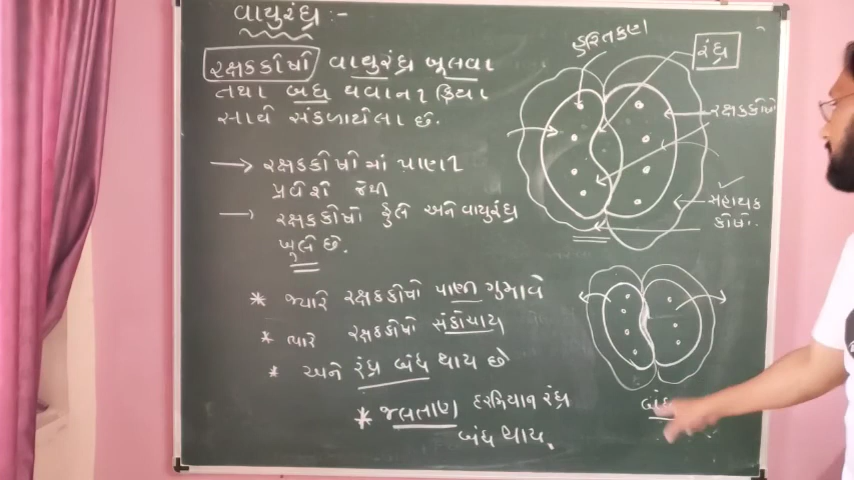 વાયુરંધ્ર :-
રક્ષકકોષો વાયુરંધ્ર ખૂલવા
તથા બંધ થવાની ક્રિયા
સાથે સંકળાયેલા છે.
→ રક્ષકકોષોમાં પાણી
પ્રવેશે જેથી
→ રક્ષકકોષો ફૂલે અને વાયુરંધ્ર
ખૂલે છે.
* જ્યારે રક્ષકકોષો પાણી ગુમાવે
* ત્યારે રક્ષકકોષો સંકોચાય
* અને રંધ્ર બંધ થાય છે
* જલતાણ દરમિયાન રંધ્ર
બંધ થાય.
હરિતકણ
રંધ્ર
રક્ષકકોષો
સહાયક
કોષો.